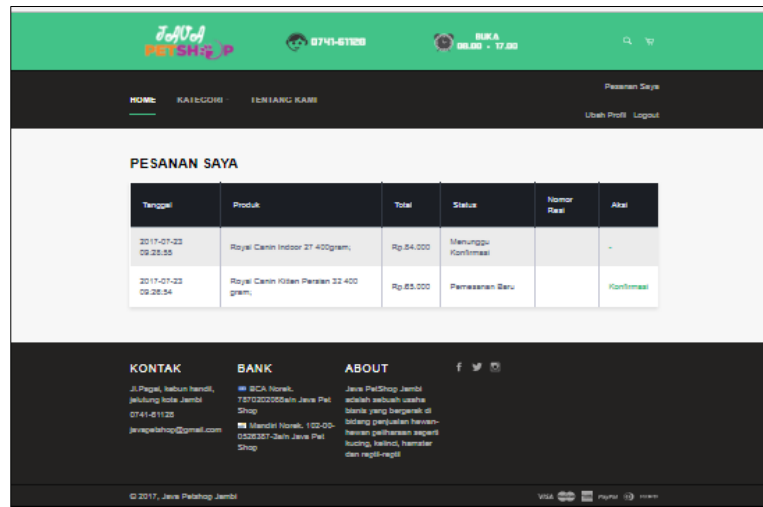 JAVA
PETSHOP
0741-61128
BUKA
08.00 - 17.00
Pesanan Saya
HOME KATEGORI TENTANG KAMI
Ubah Profil Logout
PESANAN SAYA
Tanggal Produk Total Status Nomor Resi Aksi
2017-07-23 09:28:55 Royal Canin Indoor 27 400gram; Rp.54.000 Menunggu Konfirmasi -
2017-07-23 09:26:54 Royal Canin Kitten Persian 32 400 gram; Rp.65.000 Pemesanan Baru Konfirmasi
KONTAK
Jl.Pagai, kebun handil,
jelutung kota Jambi
0741-61128
javapetshop@gmail.com
BANK
BCA Norek.
a/n Java Pet
Shop
Mandiri Norek. 102-00-
a/n Java Pet
Shop
ABOUT
Java PetShop Jambi
adalah sebuah usaha
bisnis yang bergerak di
bidang penjualan hewan-
hewan peliharaan seperti
kucing, kelinci, hamster
dan reptil-reptil
© 2017, Java Petshop Jambi
VISA PayPal